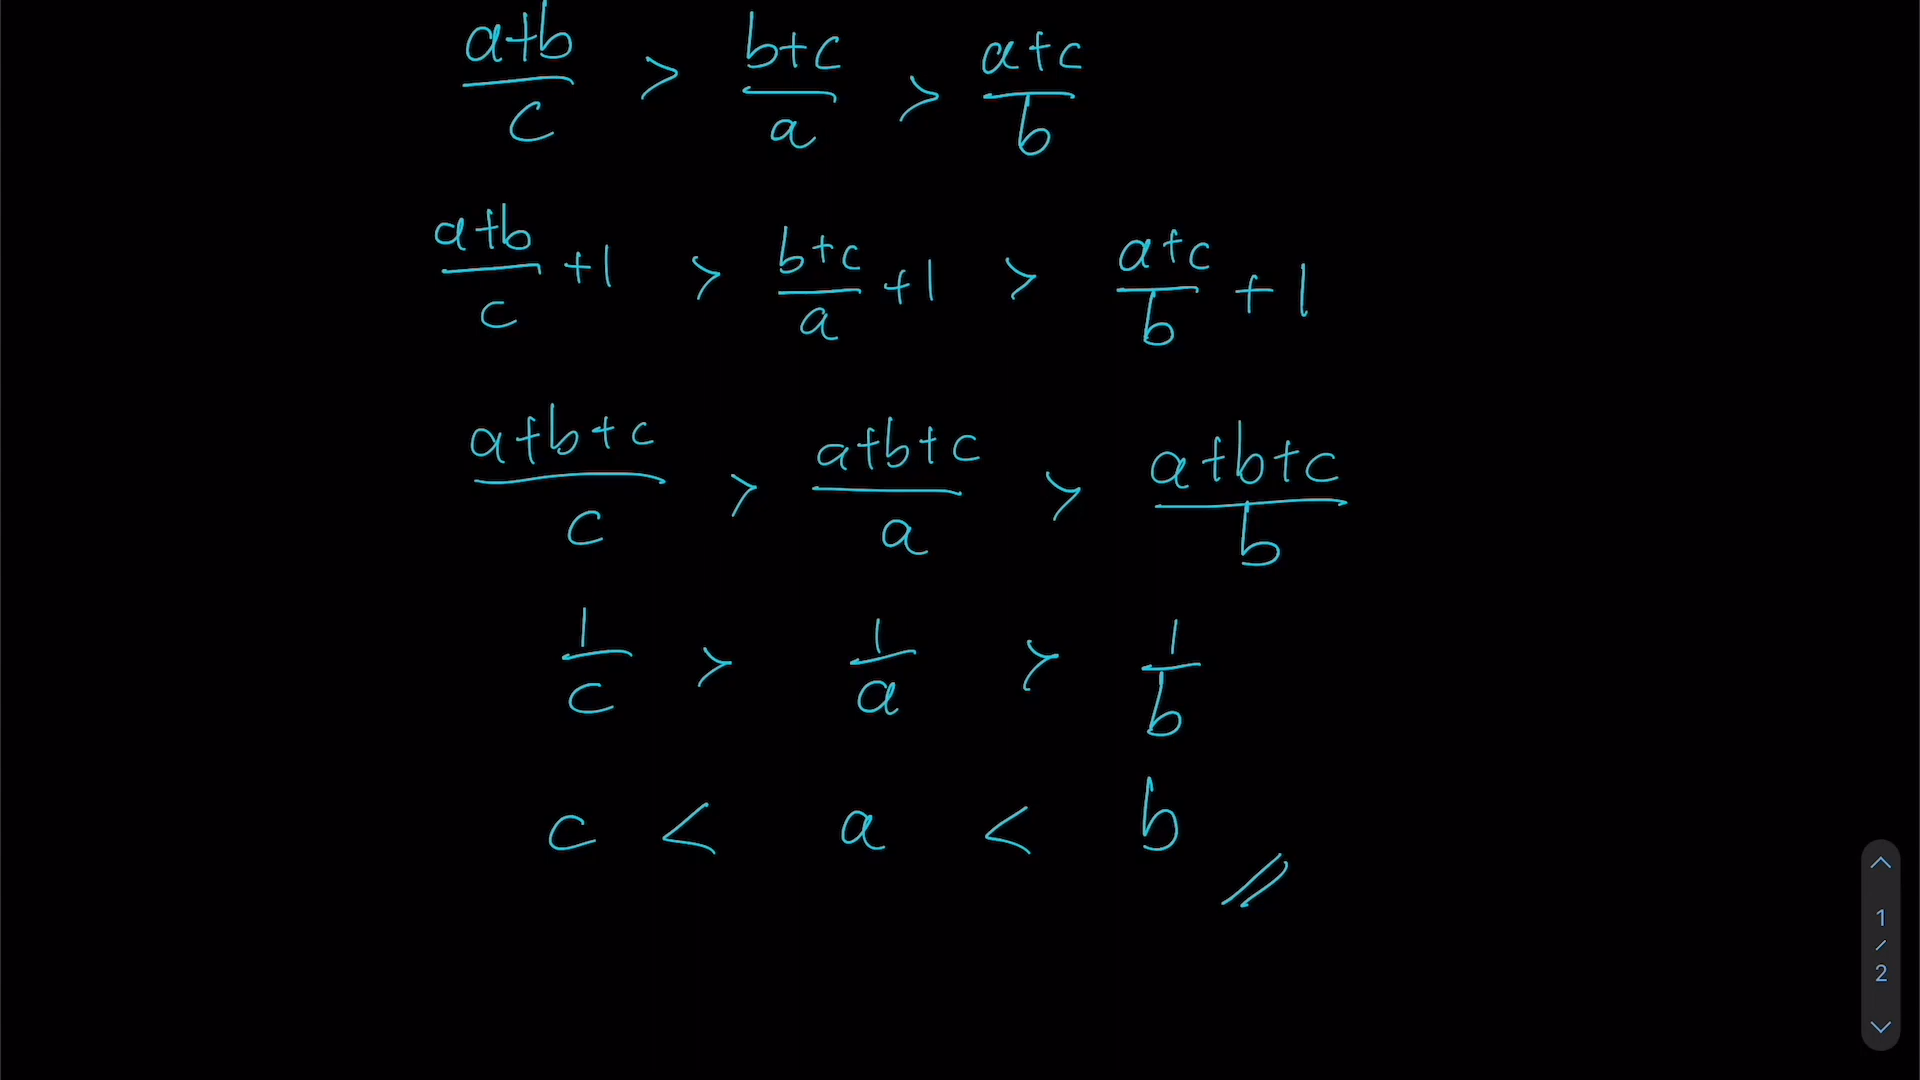 a+b/c > b+c/a > a+c/b
a+b/c +1 > b+c/a +1 > a+c/b +1
a+b+c/c > a+b+c/a > a+b+c/b
1/c > 1/a > 1/b
c < a < b //
1
/
2